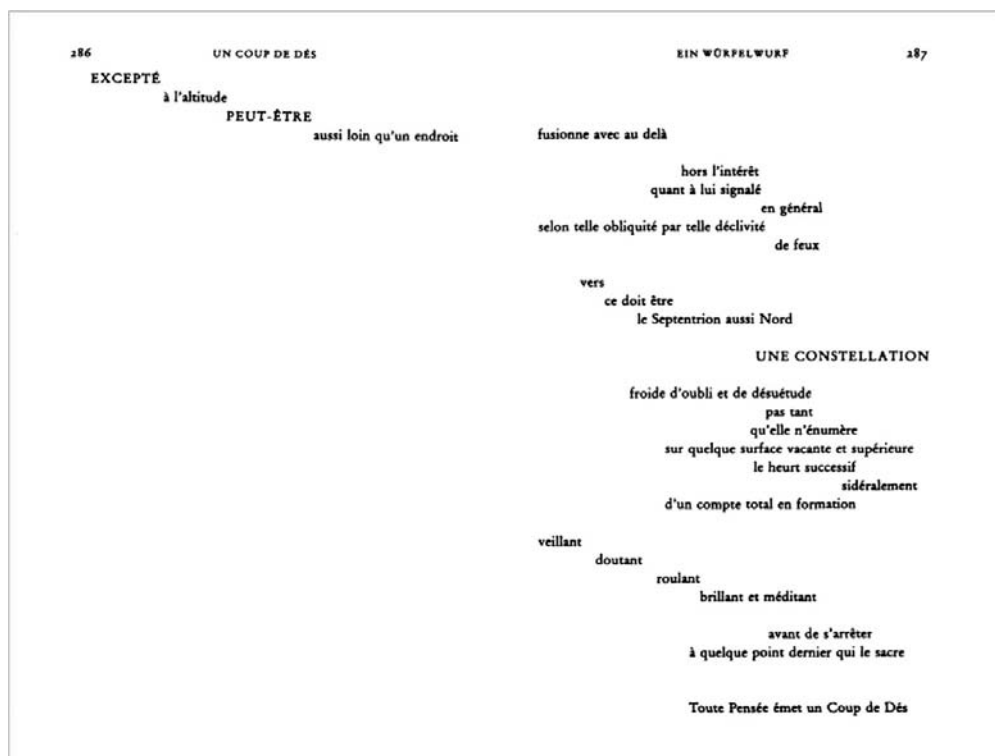 286 UN COUP DE DÉS
EXCEPTÉ
à l'altitude
PEUT-ÊTRE
aussi loin qu'un endroit
EIN WÜRFELWURF 287
fusionne avec au delà
hors l'intérêt
quant à lui signalé
en général
selon telle obliquité par telle déclivité
de feux
vers
ce doit être
le Septentrion aussi Nord
UNE CONSTELLATION
froide d'oubli et de désuétude
pas tant
qu'elle n'énumère
sur quelque surface vacante et supérieure
le heurt successif
sidéralement
d'un compte total en formation
veillant
doutant
roulant
brillant et méditant
avant de s'arrêter
à quelque point dernier qui le sacre
Toute Pensée émet un Coup de Dés